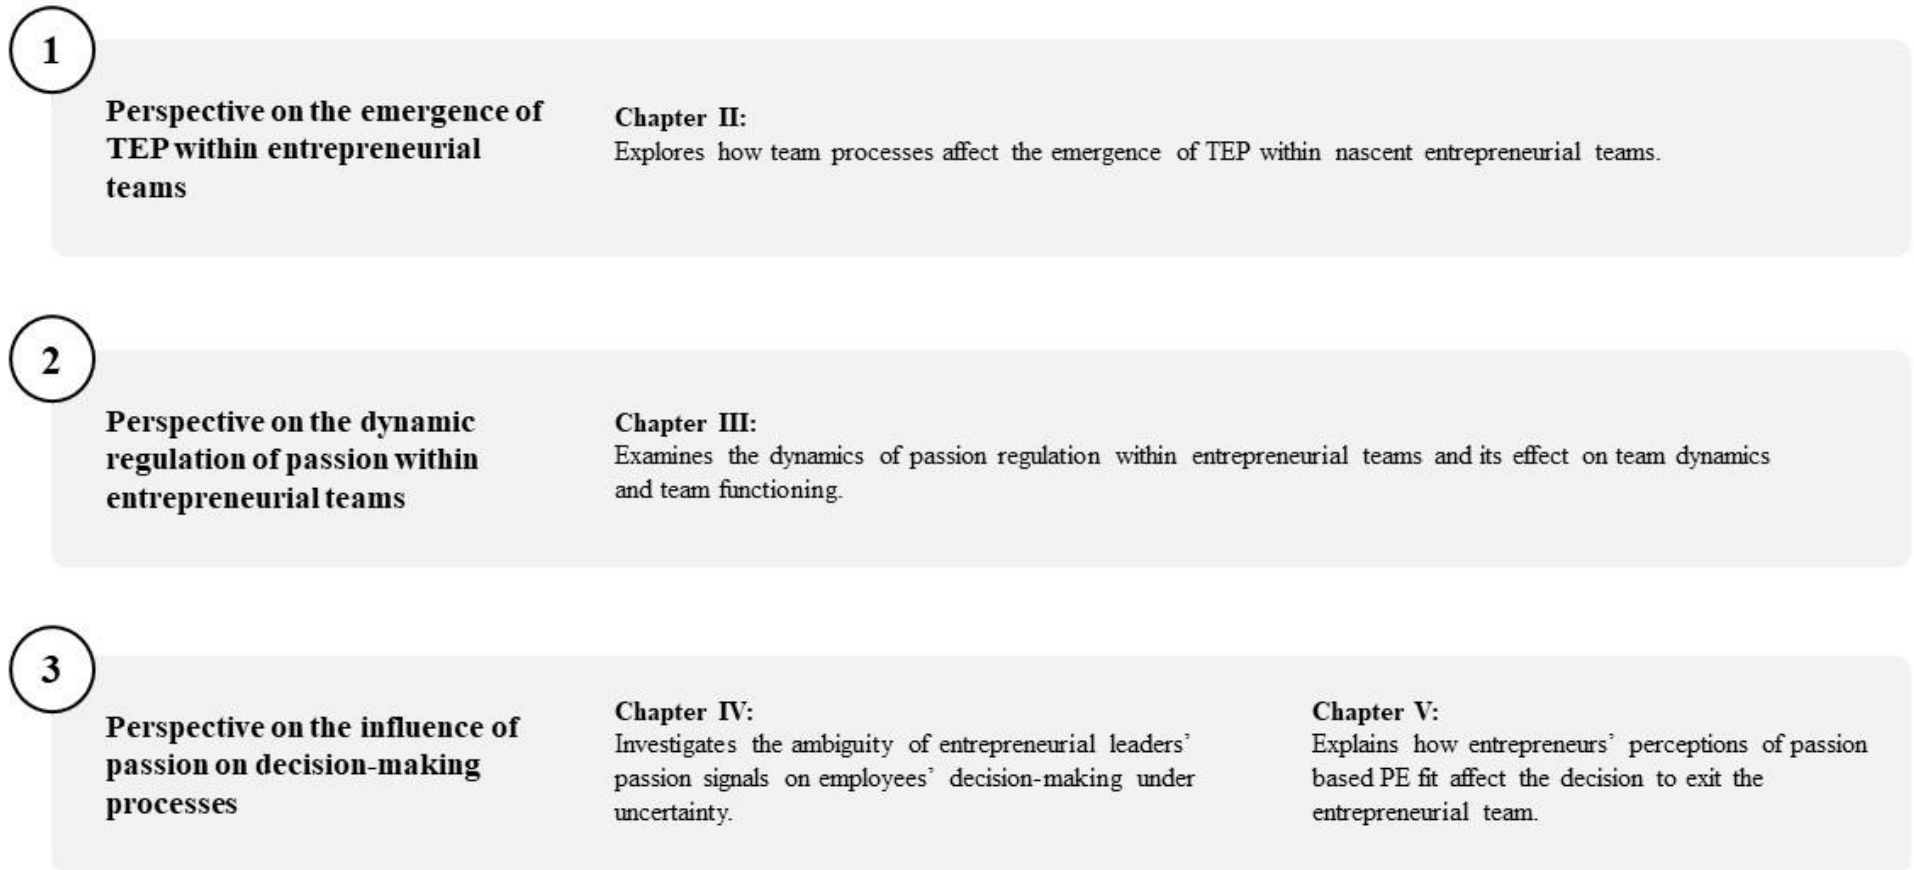 1
Perspective on the emergence of
TEP within entrepreneurial
teams
Chapter II:
Explores how team processes affect the emergence of TEP within nascent entrepreneurial teams.
2
Perspective on the dynamic
regulation of passion within
entrepreneurial teams
Chapter III:
Examines the dynamics of passion regulation within entrepreneurial teams and its effect on team dynamics
and team functioning.
3
Perspective on the influence of
passion on decision-making
processes
Chapter IV:
Investigates the ambiguity of entrepreneurial leaders’
passion signals on employees’ decision-making under
uncertainty.
Chapter V:
Explains how entrepreneurs’ perceptions of passion
based PE fit affect the decision to exit the
entrepreneurial team.